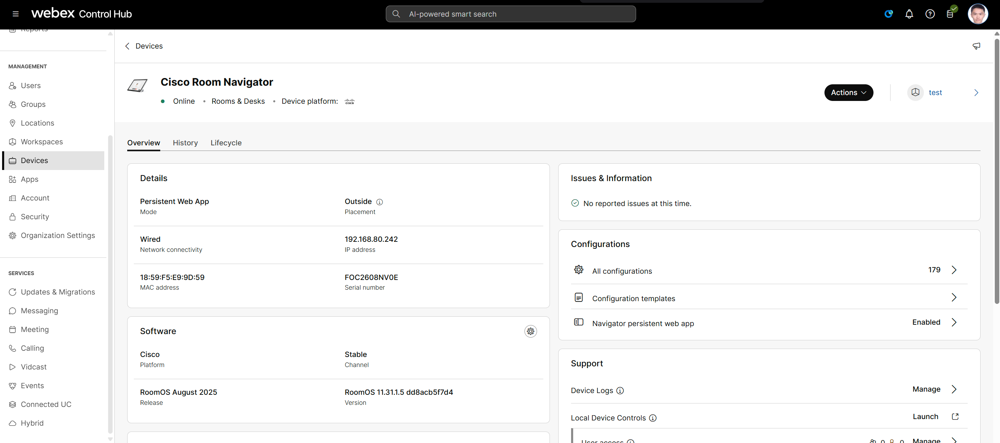 webex Control Hub
AI-powered smart search
Reports
MANAGEMENT
Users
Groups
Locations
Workspaces
Devices
Apps
Account
Security
Organization Settings
SERVICES
Updates & Migrations
Messaging
Meeting
Calling
Vidcast
Events
Connected UC
Hybrid
Devices
Cisco Room Navigator
Online • Rooms & Desks • Device platform: CISCO
Actions
test
Overview History Lifecycle
Details
Persistent Web App
Mode
Outside
Placement
Wired
Network connectivity
192.168.80.242
IP address
18:59:F5:E9:9D:59
MAC address
FOC2608NV0E
Serial number
Software
Cisco
Platform
Stable
Channel
RoomOS August 2025
Release
RoomOS 11.31.1.5 dd8acb5f7d4
Version
Issues & Information
No reported issues at this time.
Configurations
All configurations 179
Configuration templates
Navigator persistent web app Enabled
Support
Device Logs Manage
Local Device Controls Launch
User access 0 0 Manage